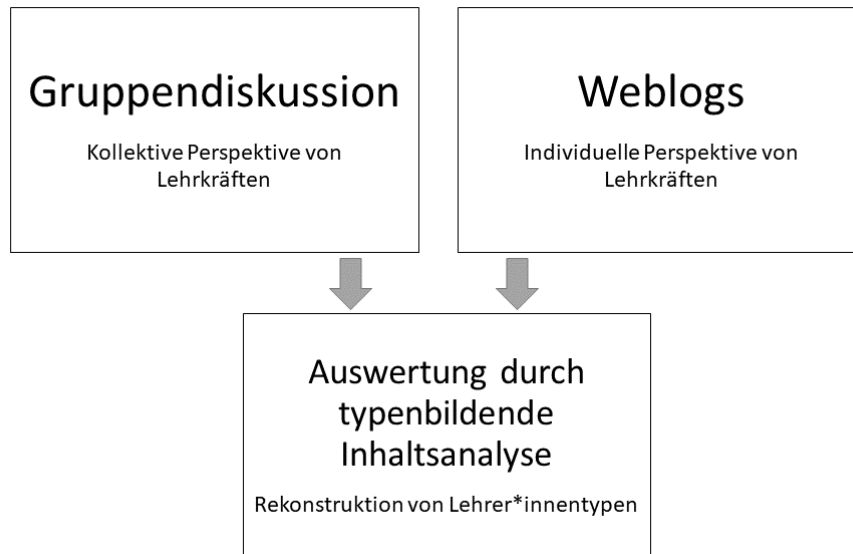 Gruppendiskussion
Kollektive Perspektive von
Lehrkräften
Weblogs
Individuelle Perspektive von
Lehrkräften
Auswertung durch
typenbildende
Inhaltsanalyse
Rekonstruktion von Lehrer*innentypen